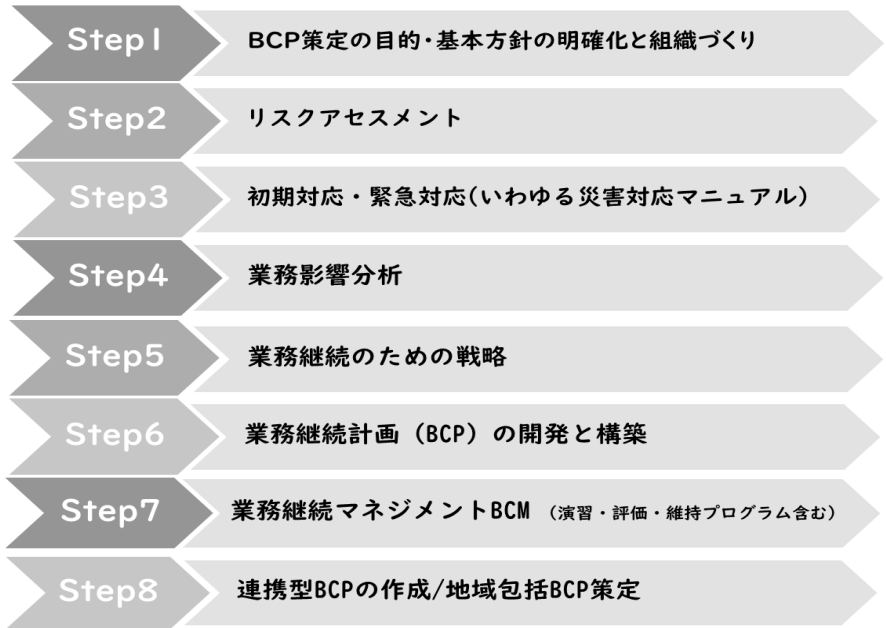 Step1 BCP策定の目的・基本方針の明確化と組織づくり
Step2 リスクアセスメント
Step3 初期対応・緊急対応(いわゆる災害対応マニュアル)
Step4 業務影響分析
Step5 業務継続のための戦略
Step6 業務継続計画（BCP）の開発と構築
Step7 業務継続マネジメントBCM （演習・評価・維持プログラム含む）
Step8 連携型BCPの作成/地域包括BCP策定